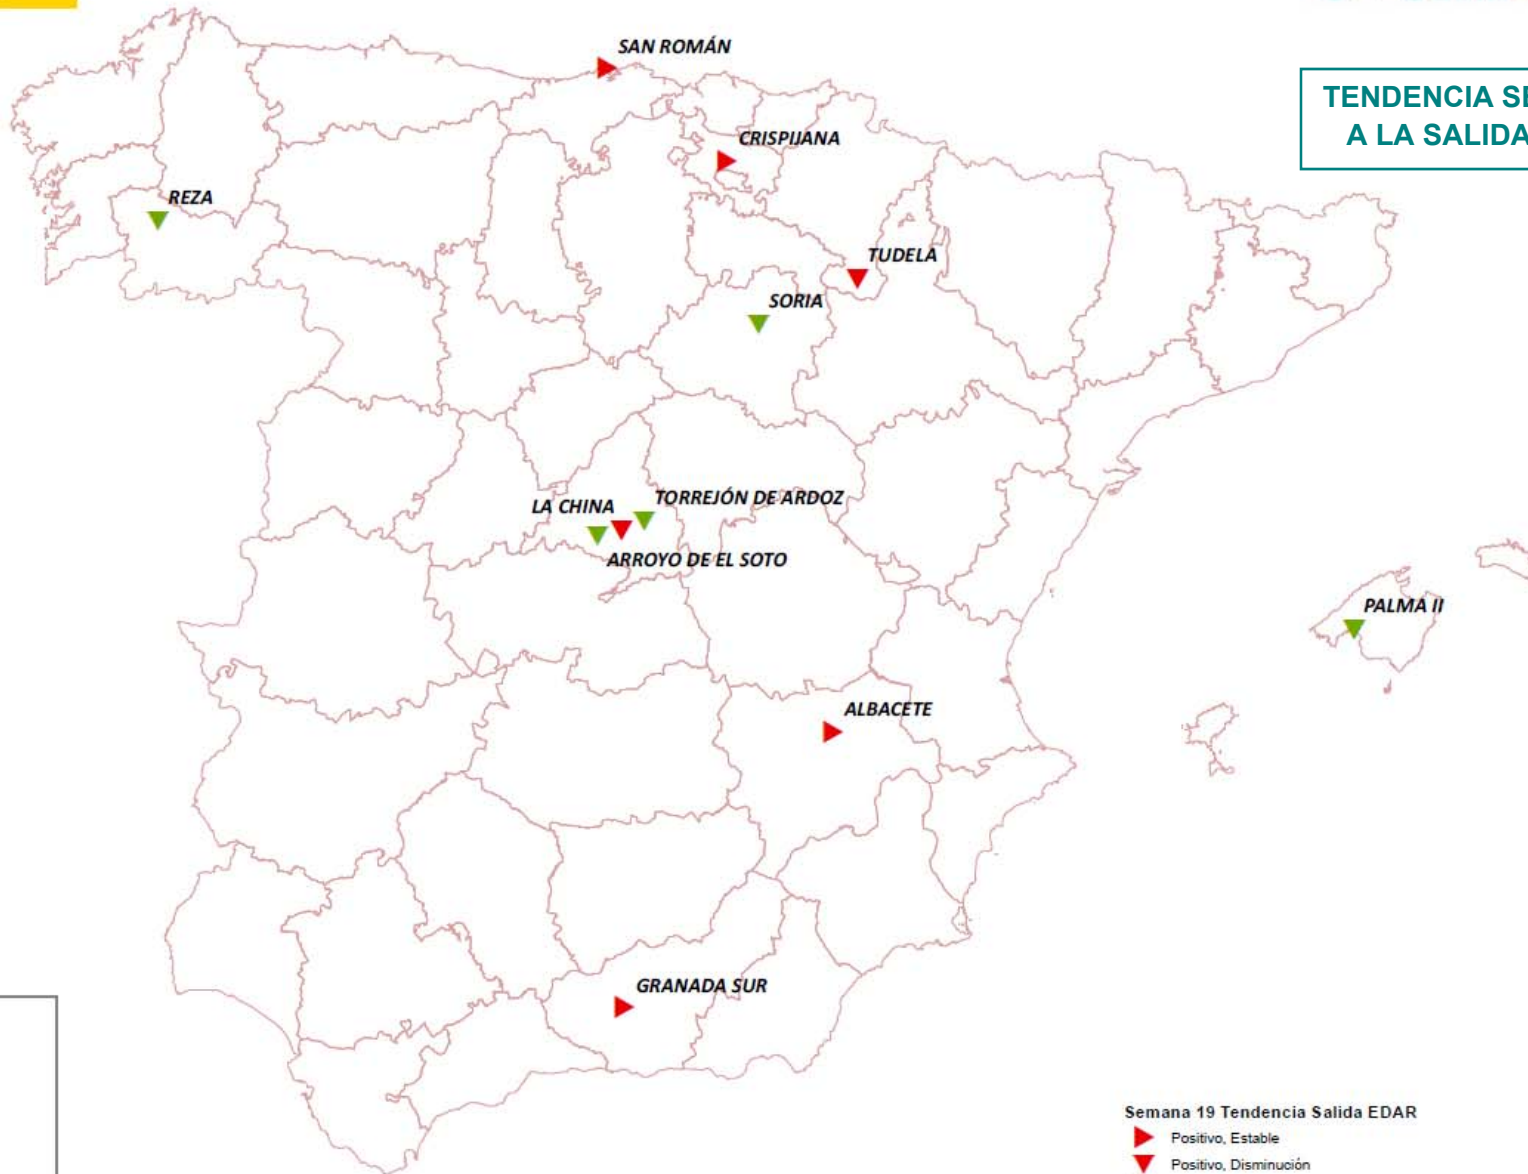 SAN ROMÁN
TENDENCIA
A LA SALIDA
CRISPIJANA
REZA
TUDELA
SORIA
TORREJÓN DE ARDOZ
LA CHINA
ARROYO DE EL SOTO
PALMA II
ALBACETE
GRANADA SUR
Semana 19 Tendencia Salida EDAR
Positivo, Estable
Positivo, Disminución